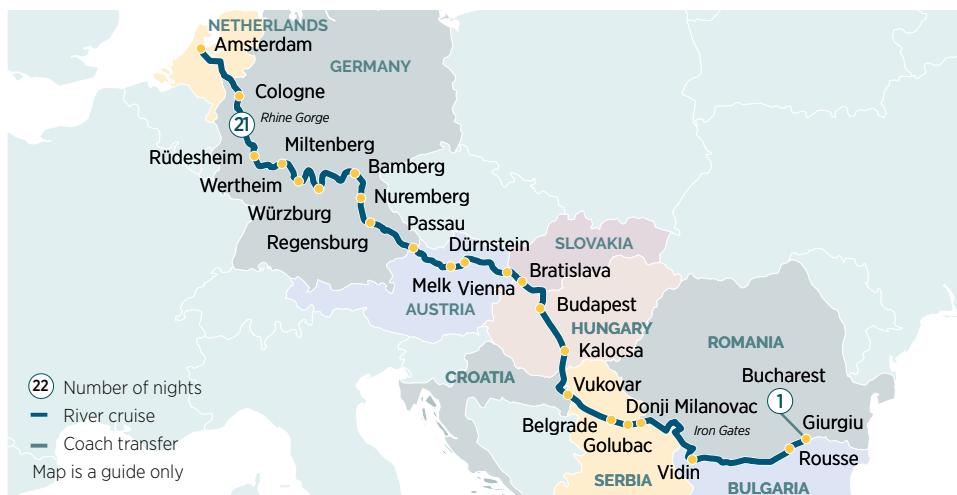 NETHERLANDS
Amsterdam
GERMANY
Cologne
21
Rhine Gorge
Miltenberg
Rüdesheim
Bamberg
Wertheim
Nuremberg
Würzburg
Passau
Regensburg
Dürnstein
SLOVAKIA
Bratislava
Melk
Vienna
Budapest
AUSTRIA
HUNGARY
ROMANIA
Kalocsa
Bucharest
CROATIA
Vukovar
1
Donji Milanovac
Belgrade
Iron Gates
Giurgiu
Golubac
Rousse
Vidin
SERBIA
BULGARIA
22 Number of nights
River cruise
Coach transfer
Map is a guide only